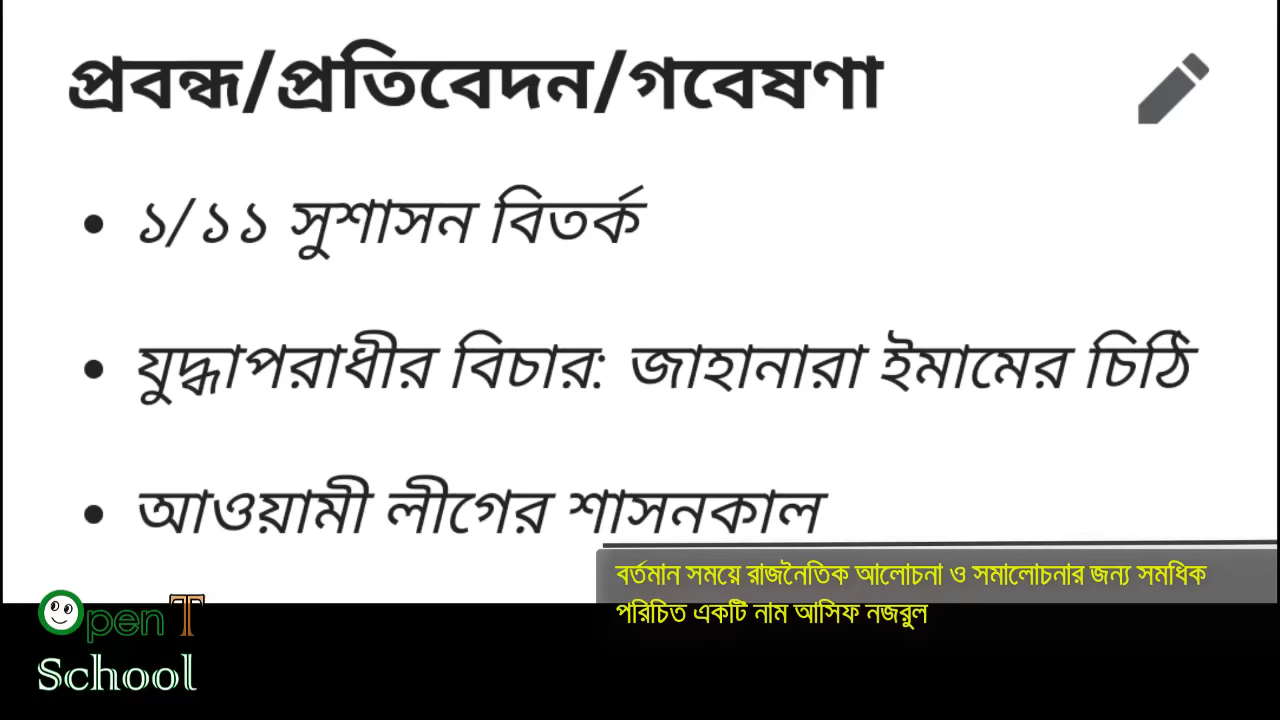 প্রবন্ধ/প্রতিবেদন/গবেষণা
• ১/১১ সুশাসন বিতর্ক
• যুদ্ধাপরাধীর বিচার: জাহানারা ইমামের চিঠি
• আওয়ামী লীগের শাসনকাল
বর্তমান সময়ে রাজনৈতিক আলোচনা ও সমালোচনার জন্য সমধিক
পরিচিত একটি নাম আসিফ নজরুল
Open T
School